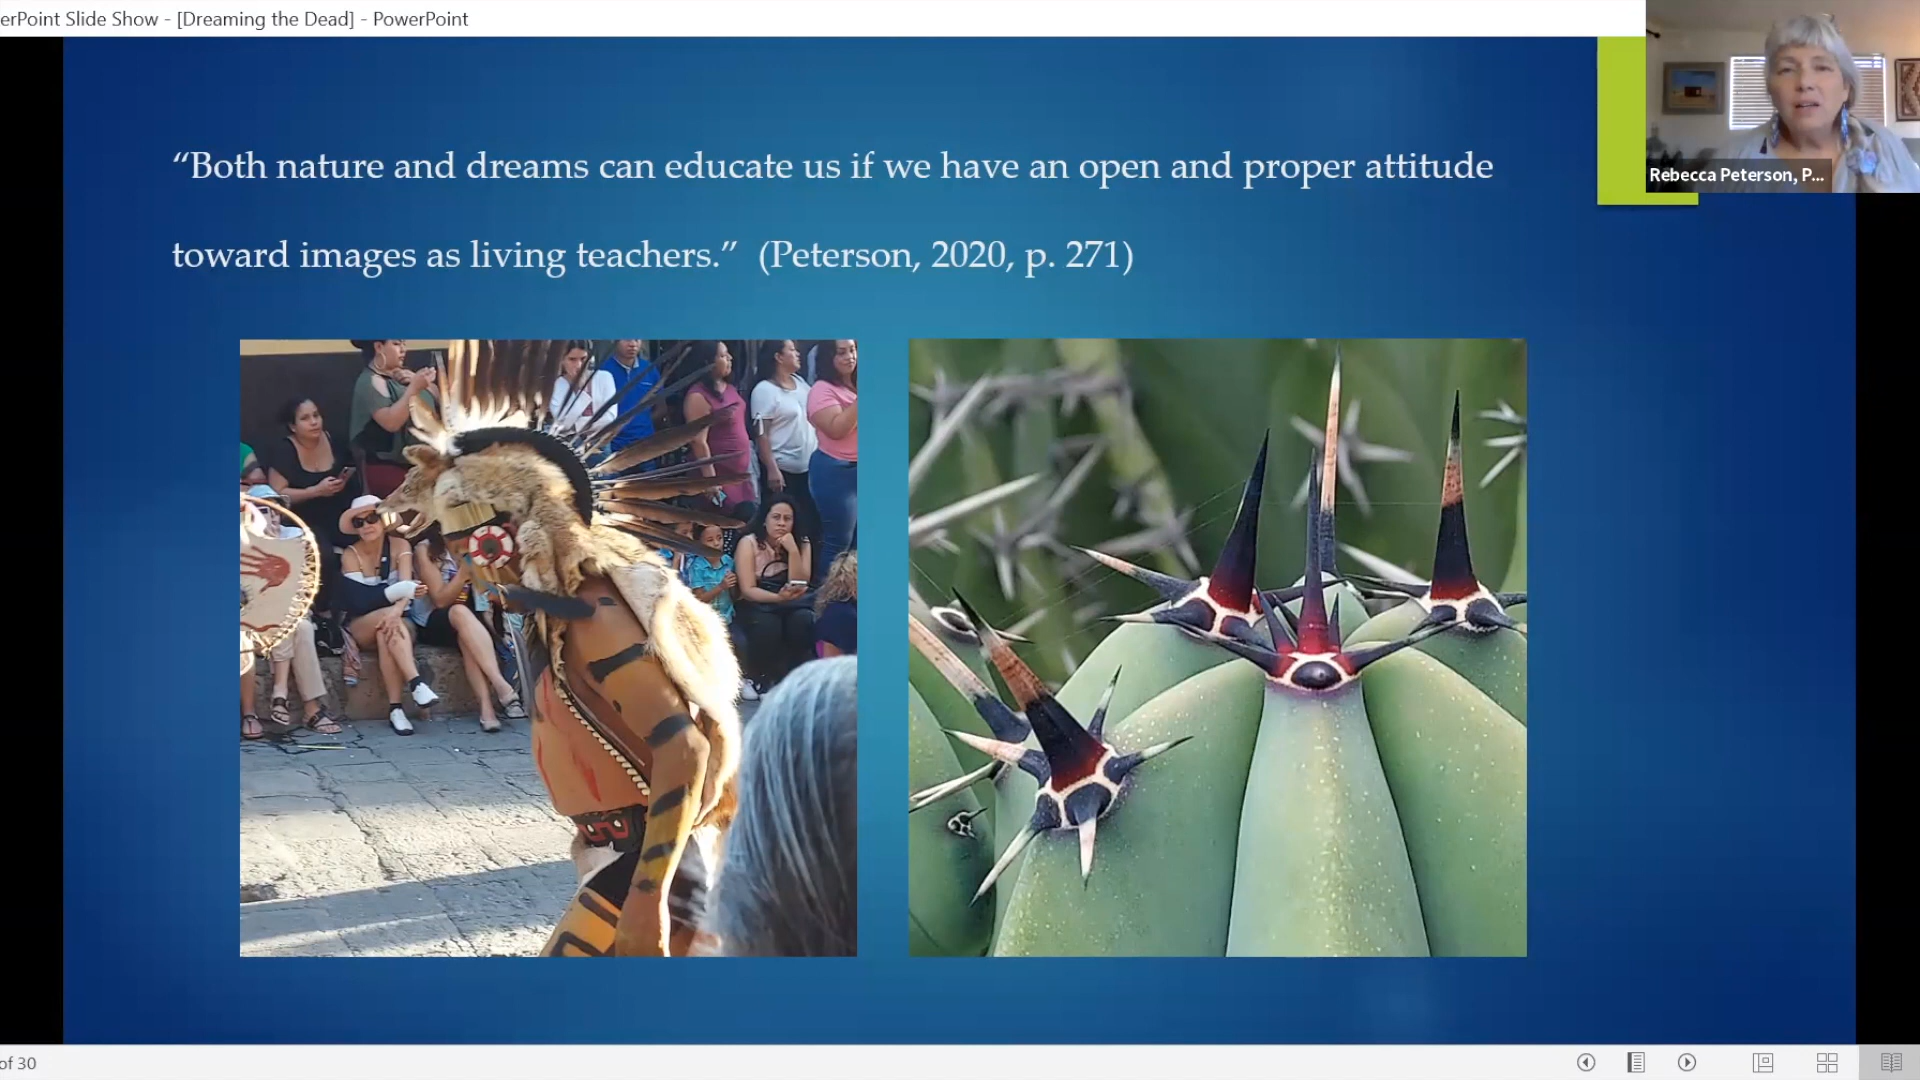 erPoint Slide Show - [Dreaming the Dead] - PowerPoint
Rebecca Peterson, P...
“Both nature and dreams can educate us if we have an open and proper attitude
toward images as living teachers.” (Peterson, 2020, p. 271)
of 30